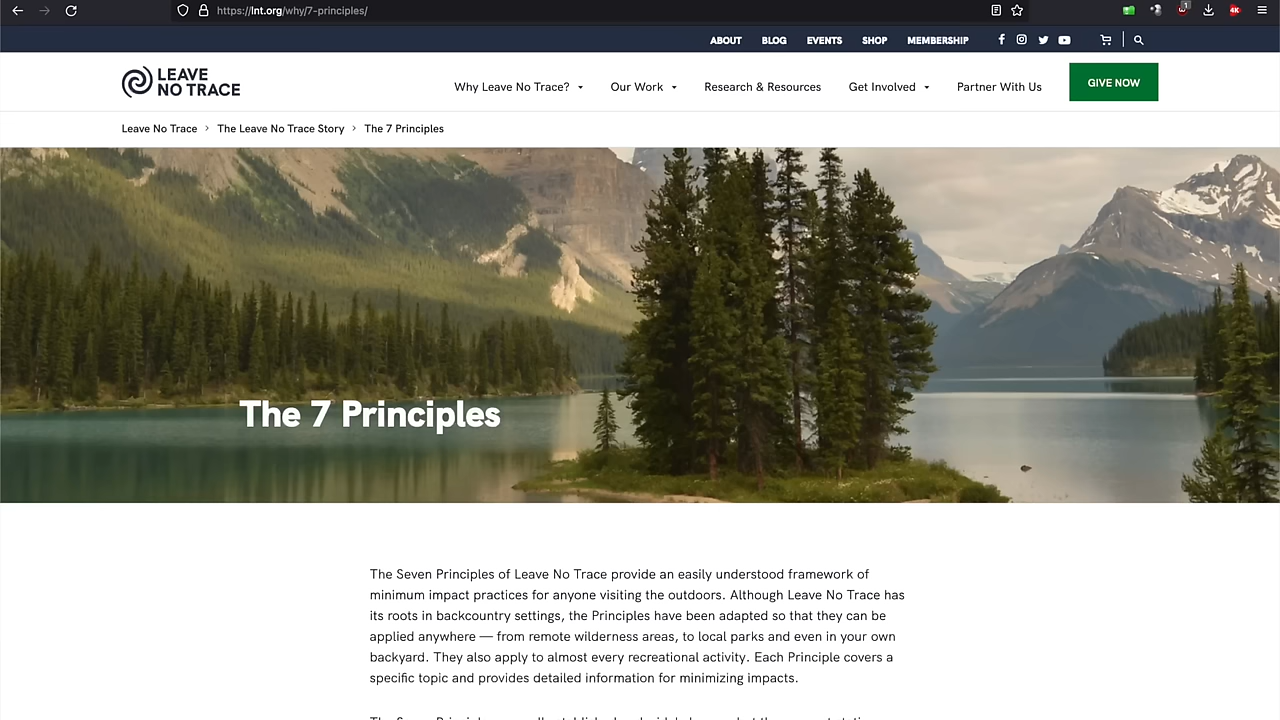 https://lnt.org/why/7-principles/
1
4K
ABOUT BLOG EVENTS SHOP MEMBERSHIP
LEAVE
NO TRACE
Why Leave No Trace? Our Work Research & Resources Get Involved Partner With Us GIVE NOW
Leave No Trace > The Leave No Trace Story > The 7 Principles
The 7 Principles
The Seven Principles of Leave No Trace provide an easily understood framework of
minimum impact practices for anyone visiting the outdoors. Although Leave No Trace has
its roots in backcountry settings, the Principles have been adapted so that they can be
applied anywhere — from remote wilderness areas, to local parks and even in your own
backyard. They also apply to almost every recreational activity. Each Principle covers a
specific topic and provides detailed information for minimizing impacts.